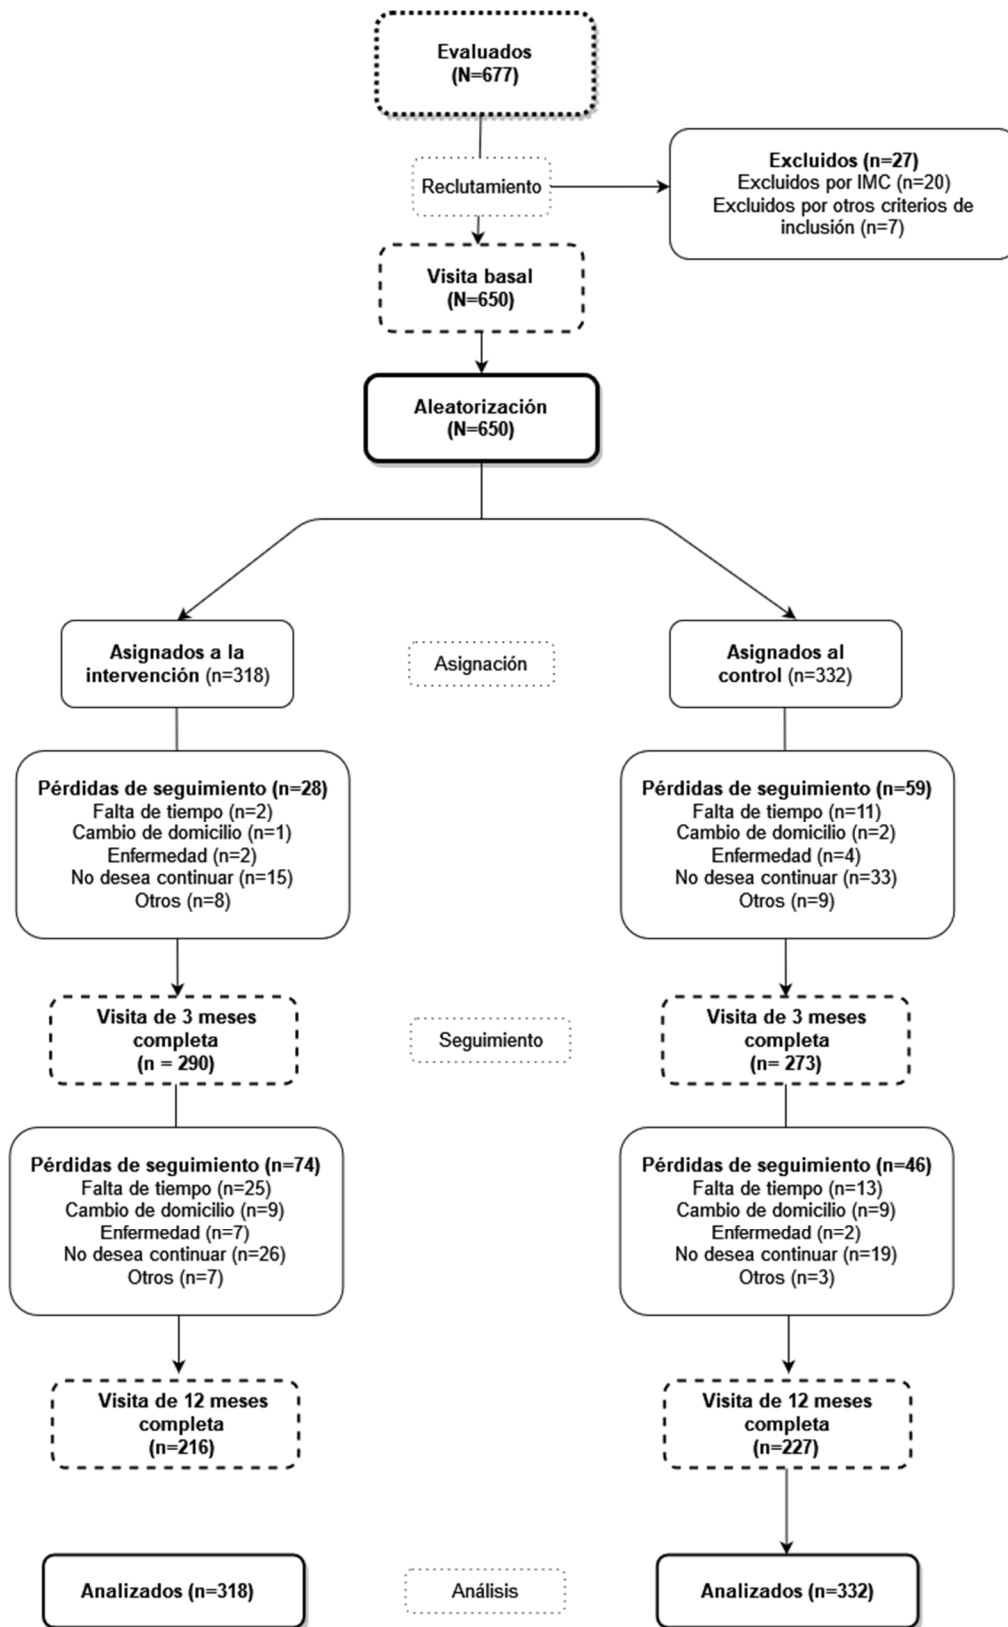 Evaluados
(N=677)
Reclutamiento
Excluidos (n=27)
Excluidos por IMC (n=20)
Excluidos por otros criterios de
inclusión (n=7)
Visita basal
(N=650)
Aleatorización
(N=650)
Asignados a la
intervención (n=318)
Asignación
Asignados al
control (n=332)
Pérdidas de seguimiento (n=28)
Falta de tiempo (n=2)
Cambio de domicilio (n=1)
Enfermedad (n=2)
No desea continuar (n=15)
Otros (n=8)
Pérdidas de seguimiento (n=59)
Falta de tiempo (n=11)
Cambio de domicilio (n=2)
Enfermedad (n=4)
No desea continuar (n=33)
Otros (n=9)
Visita de 3 meses
completa
(n = 290)
Seguimiento
Visita de 3 meses
completa
(n= 273)
Pérdidas de seguimiento (n=74)
Falta de tiempo (n=25)
Cambio de domicilio (n=9)
Enfermedad (n=7)
No desea continuar (n=26)
Otros (n=7)
Pérdidas de seguimiento (n=46)
Falta de tiempo (n=13)
Cambio de domicilio (n=9)
Enfermedad (n=2)
No desea continuar (n=19)
Otros (n=3)
Visita de 12 meses
completa
(n=216)
Visita de 12 meses
completa
(n=227)
Analizados (n=318)
Análisis
Analizados (n=332)